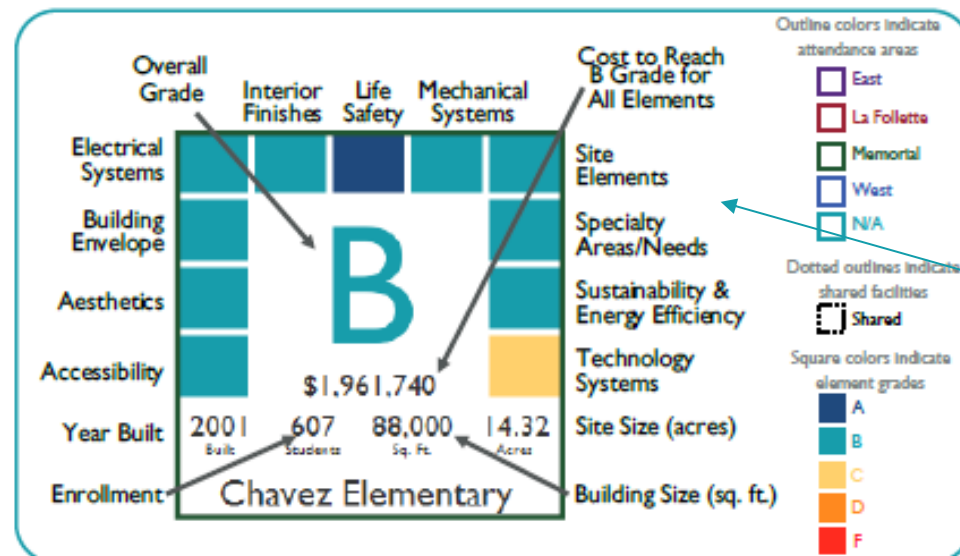 Overall
Grade
Interior
Finishes
Life
Safety
Mechanical
Systems
Cost to Reach
B Grade for
All Elements
Electrical
Systems
Building
Envelope
Aesthetics
Accessibility
Year Built
Enrollment
B
$1,961,740
2001
Built
607
Students
88,000
Sq. Ft.
14.32
Acres
Chavez Elementary
Site
Elements
Specialty
Areas/Needs
Sustainability &
Energy Efficiency
Technology
Systems
Site Size (acres)
Building Size (sq. ft.)
Outline colors indicate
attendance areas
East
La Follette
Memorial
West
N/A
Dotted outlines indicate
shared facilities
Shared
Square colors indicate
element grades
A
B
C
D
F